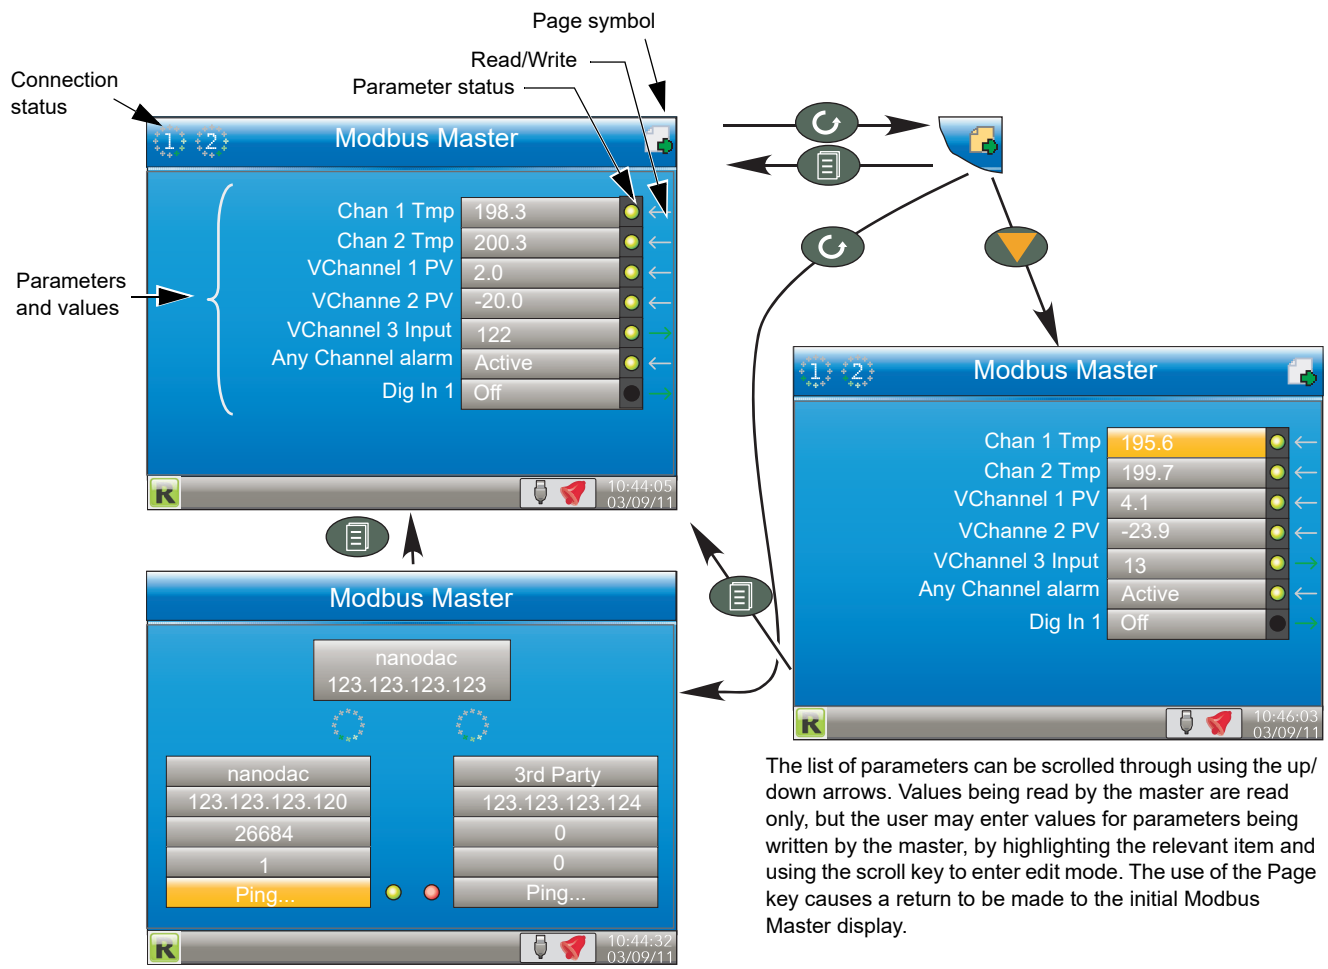 Page symbol
Read/Write
Parameter status
Connection
status
1 2 Modbus Master
Chan 1 Tmp 198.3
Chan 2 Tmp 200.3
VChannel 1 PV 2.0
VChanne 2 PV -20.0
VChannel 3 Input 122
Any Channel alarm Active
Dig In 1 Off
Parameters
and values
R 10:44:05
03/09/11
1 2 Modbus Master
Chan 1 Tmp 195.6
Chan 2 Tmp 199.7
VChannel 1 PV 4.1
VChanne 2 PV -23.9
VChannel 3 Input 13
Any Channel alarm Active
Dig In 1 Off
R 10:46:03
03/09/11
Modbus Master
nanodac
123.123.123.123
nanodac
123.123.123.120
26684
1
Ping...
3rd Party
123.123.123.124
0
0
Ping...
R 10:44:32
03/09/11
The list of parameters can be scrolled through using the up/
down arrows. Values being read by the master are read
only, but the user may enter values for parameters being
written by the master, by highlighting the relevant item and
using the scroll key to enter edit mode. The use of the Page
key causes a return to be made to the initial Modbus
Master display.